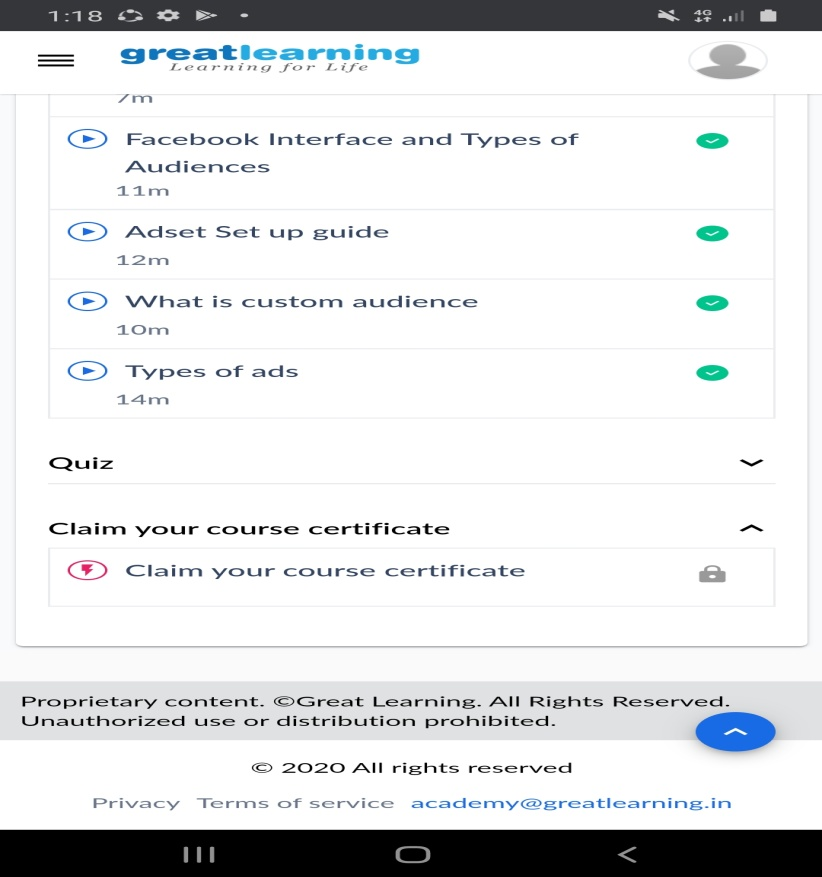 1:18
4G
greatlearning
Learning for Life
7m
Facebook Interface and Types of
Audiences
11m
Adset Set up guide
12m
What is custom audience
10m
Types of ads
14m
Quiz
Claim your course certificate
Claim your course certificate
Proprietary content. ©Great Learning. All Rights Reserved.
Unauthorized use or distribution prohibited.
© 2020 All rights reserved
Privacy Terms of service academy@greatlearning.in